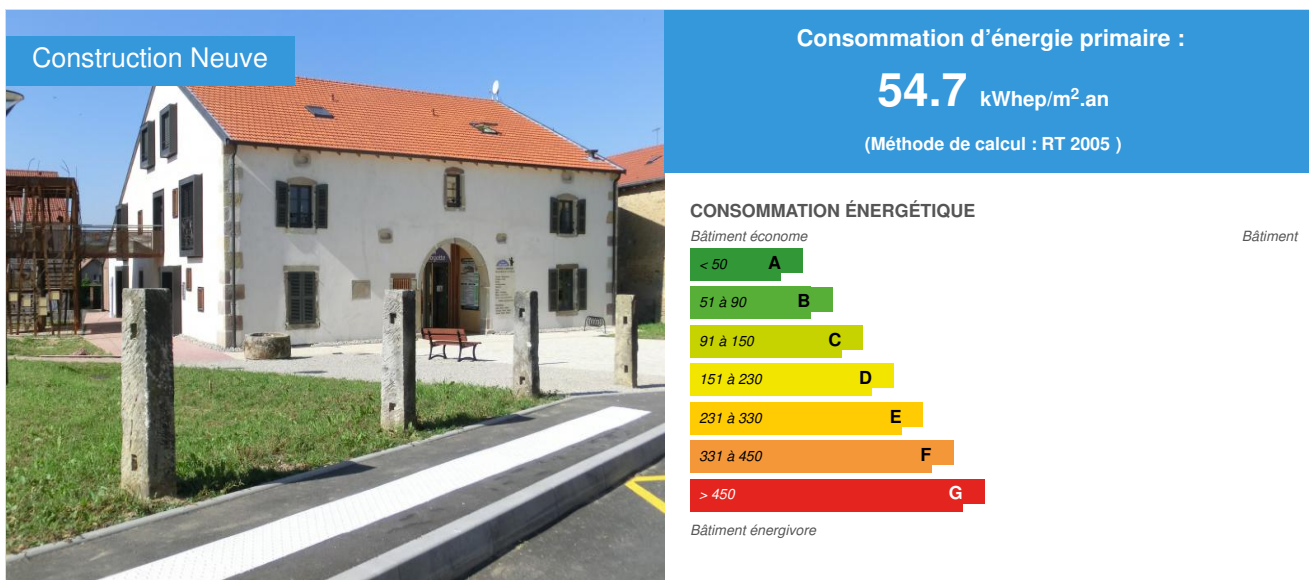 Construction Neuve
Consommation d'énergie primaire :
54.7 kWhep/m².an
(Méthode de calcul : RT 2005 )
CONSOMMATION ÉNERGÉTIQUE
Bâtiment économe
Bâtiment
< 50 A
51 à 90 B
91 à 150 C
151 à 230 D
231 à 330 E
331 à 450 F
> 450 G
Bâtiment énergivore